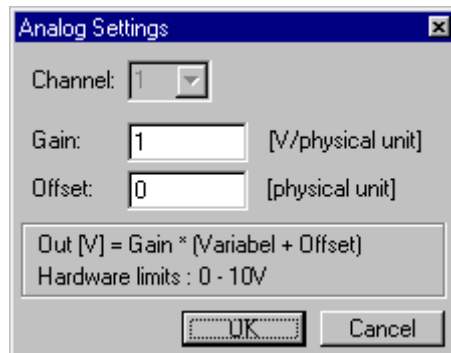 Analog Settings
Channel: 1
Gain: 1 [V/physical unit]
Offset: 0 [physical unit]
Out [V] = Gain * (Variabel + Offset)
Hardware limits : 0 - 10V
OK Cancel